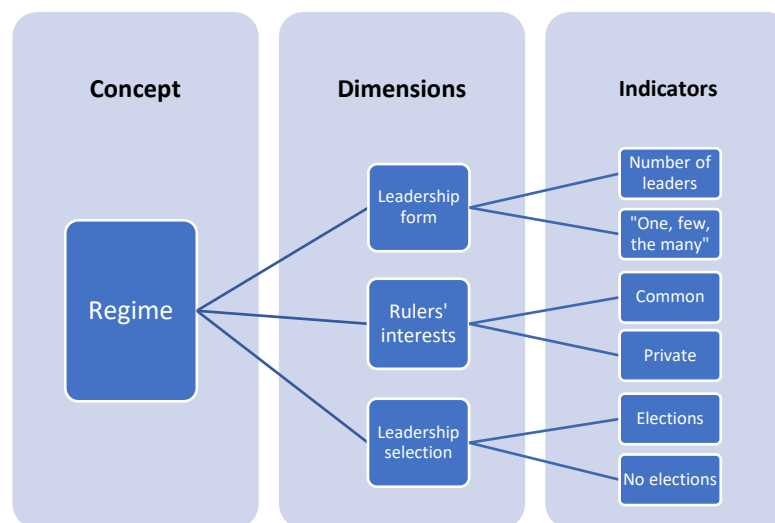 Concept
Dimensions
Indicators
Regime
Leadership
form
Rulers'
interests
Leadership
selection
Number of
leaders
"One, few,
the many"
Common
Private
Elections
No elections